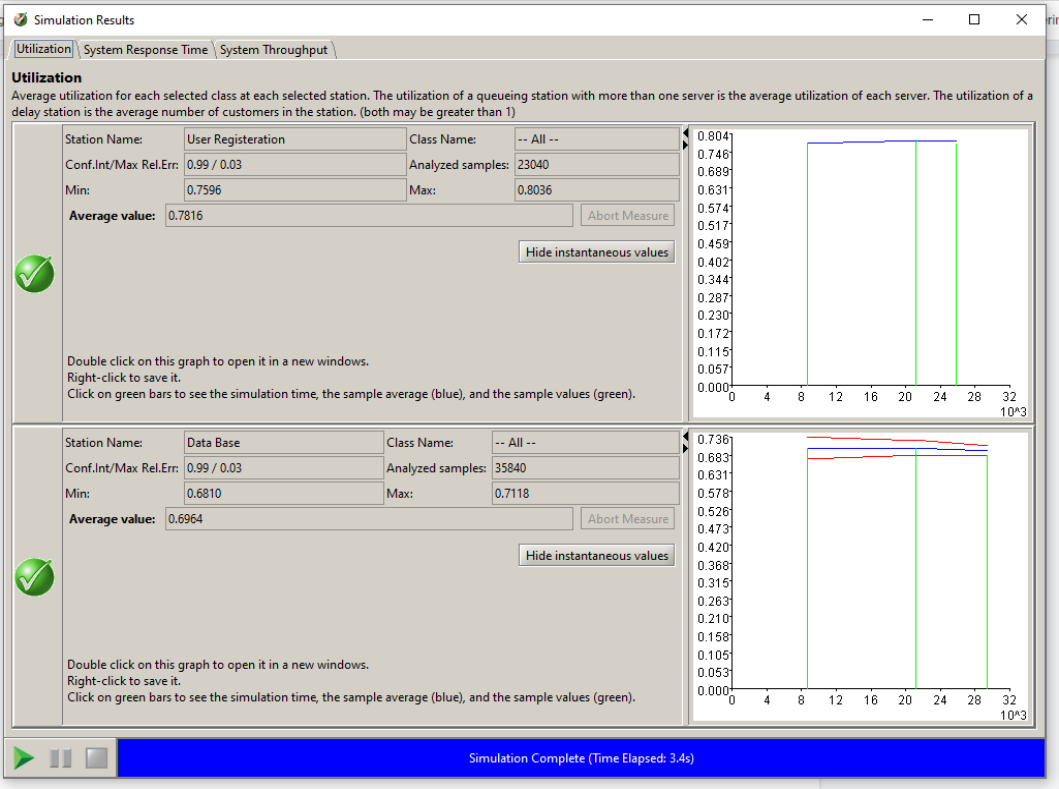 Simulation Results
Utilization System Response Time System Throughput
Utilization
Average utilization for each selected class at each selected station. The utilization of a queueing station with more than one server is the average utilization of each server. The utilization of a
delay station is the average number of customers in the station. (both may be greater than 1)
Station Name: User Registeration Class Name: -- All --
Conf.Int/Max Rel.Err: 0.99 / 0.03 Analyzed samples: 23040
Min: 0.7596 Max: 0.8036
Average value: 0.7816 Abort Measure
Hide instantaneous values
Double click on this graph to open it in a new windows.
Right-click to save it.
Click on green bars to see the simulation time, the sample average (blue), and the sample values (green).
0.804
0.746
0.689
0.631
0.574
0.517
0.459
0.402
0.344
0.287
0.230
0.172
0.115
0.057
0.000
0 4 8 12 16 20 24 28 32
10^3
Station Name: Data Base Class Name: -- All --
Conf.Int/Max Rel.Err: 0.99 / 0.03 Analyzed samples: 35840
Min: 0.6810 Max: 0.7118
Average value: 0.6964 Abort Measure
Hide instantaneous values
Double click on this graph to open it in a new windows.
Right-click to save it.
Click on green bars to see the simulation time, the sample average (blue), and the sample values (green).
0.736
0.683
0.631
0.578
0.526
0.473
0.420
0.368
0.315
0.263
0.210
0.158
0.105
0.053
0.000
0 4 8 12 16 20 24 28 32
10^3
Simulation Complete (Time Elapsed: 3.4s)